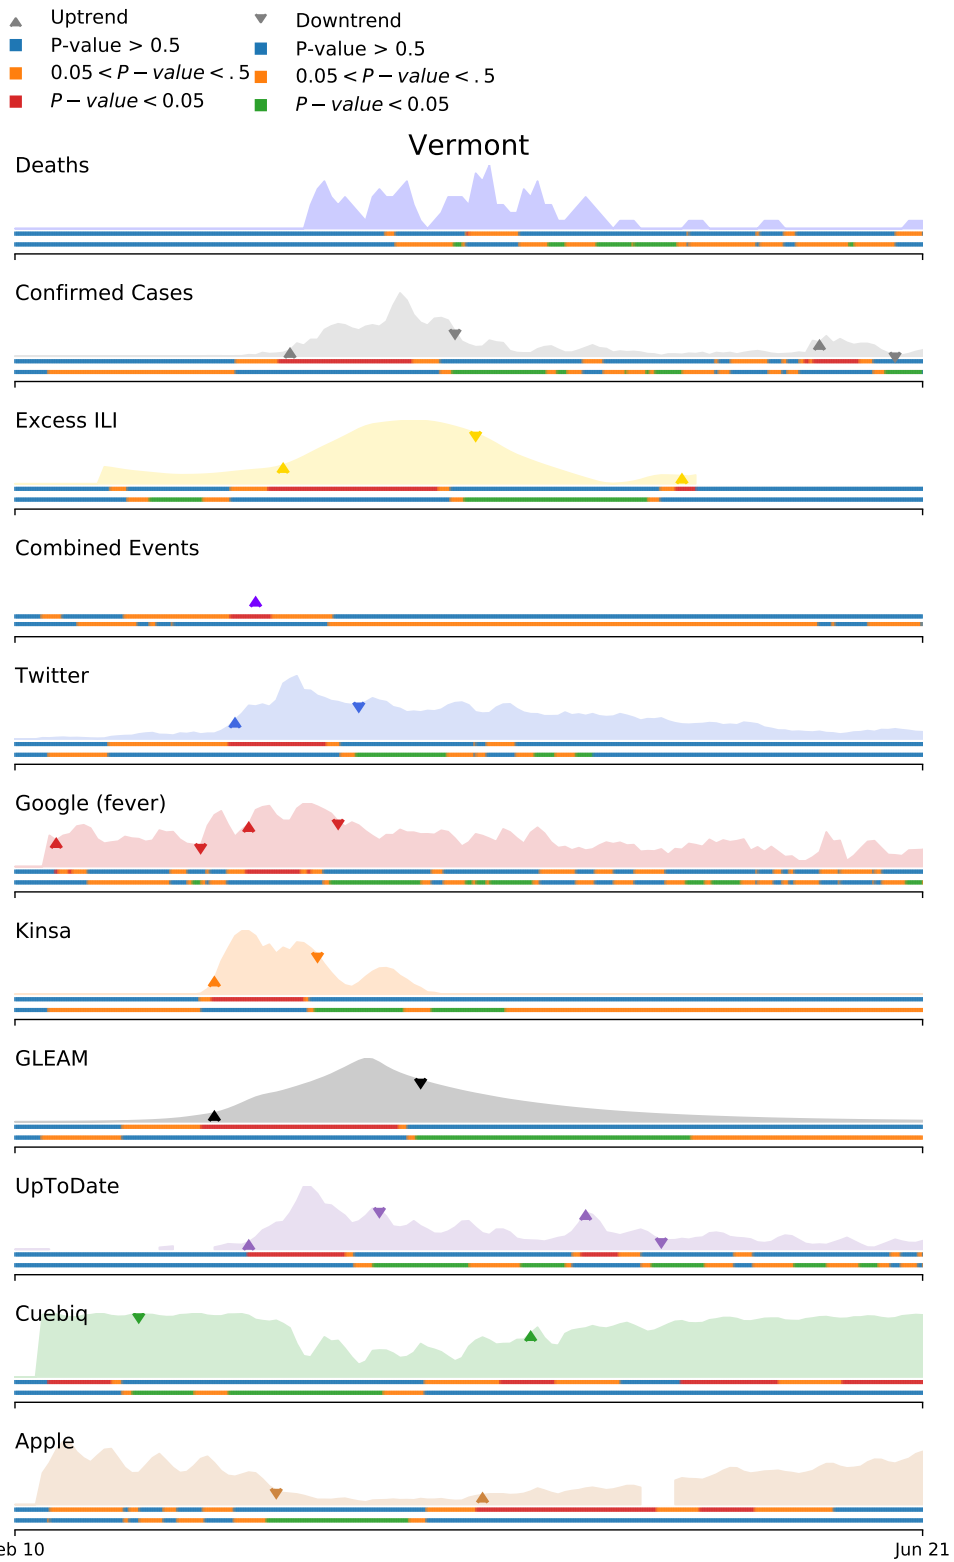 Uptrend
P-value > 0.5
0.05 < P − value < .5
P − value < 0.05
Downtrend
P-value > 0.5
0.05 < P − value < .5
P − value < 0.05
Vermont
Deaths
Confirmed Cases
Excess ILI
Combined Events
Twitter
Google (fever)
Kinsa
GLEAM
UpToDate
Cuebiq
Apple
eb 10
Jun 21